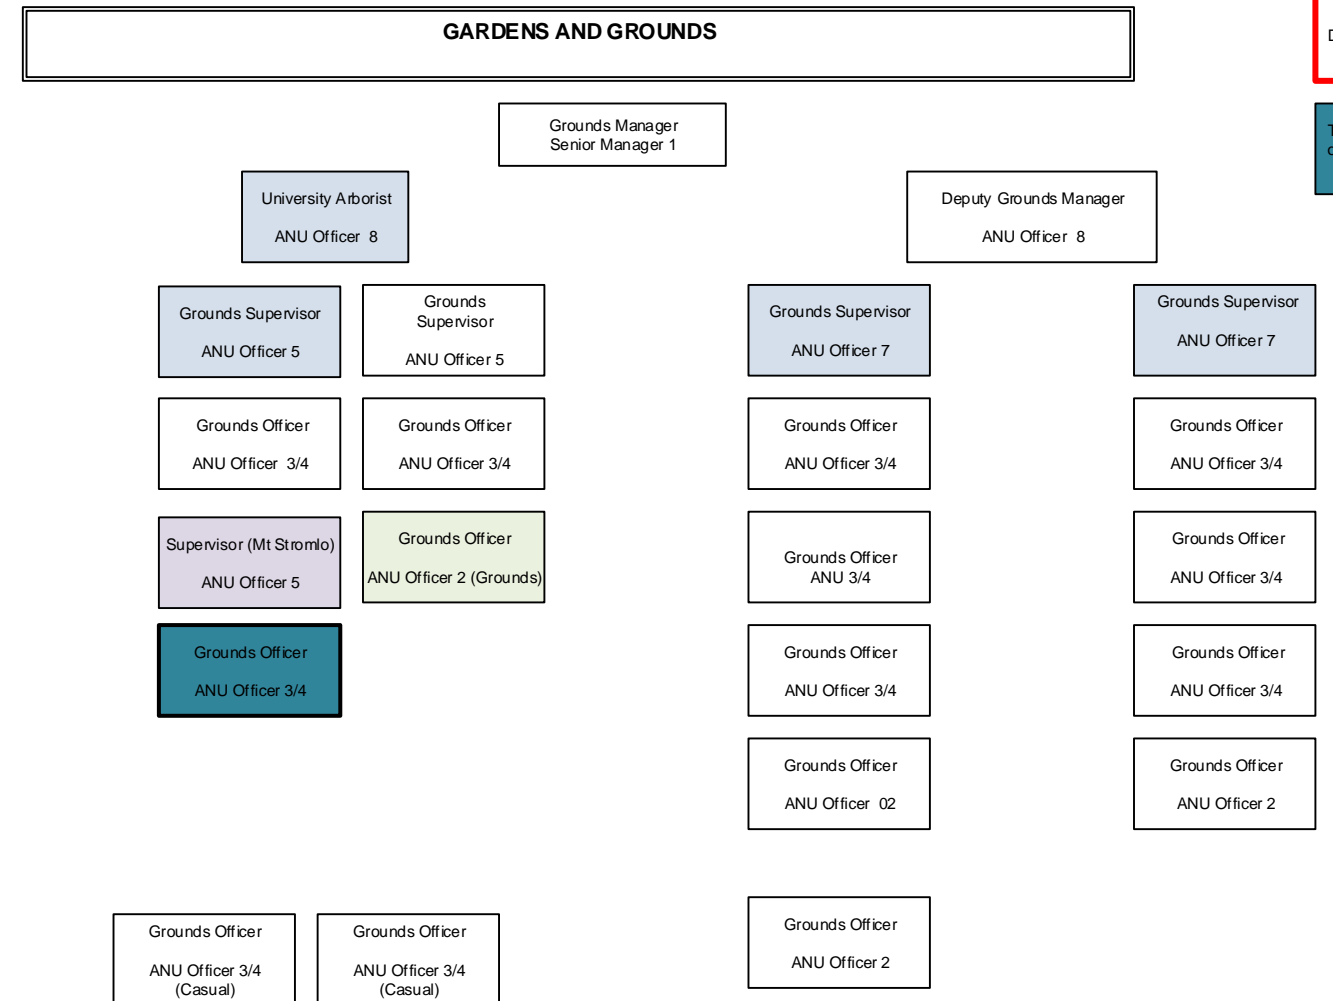 GARDENS AND GROUNDS
Grounds Manager
Senior Manager 1
University Arborist
ANU Officer 8
Deputy Grounds Manager
ANU Officer 8
Grounds Supervisor
ANU Officer 5
Grounds
Supervisor
ANU Officer 5
Grounds Supervisor
ANU Officer 7
Grounds Supervisor
ANU Officer 7
Grounds Officer
ANU Officer 3/4
Grounds Officer
ANU Officer 3/4
Grounds Officer
ANU Officer 3/4
Grounds Officer
ANU Officer 3/4
Supervisor (Mt Stromlo)
ANU Officer 5
Grounds Officer
ANU Officer 2 (Grounds)
Grounds Officer
ANU 3/4
Grounds Officer
ANU Officer 3/4
Grounds Officer
ANU Officer 3/4
Grounds Officer
ANU Officer 3/4
Grounds Officer
ANU Officer 3/4
Grounds Officer
ANU Officer 02
Grounds Officer
ANU Officer 2
Grounds Officer
ANU Officer 3/4
(Casual)
Grounds Officer
ANU Officer 3/4
(Casual)
Grounds Officer
ANU Officer 2